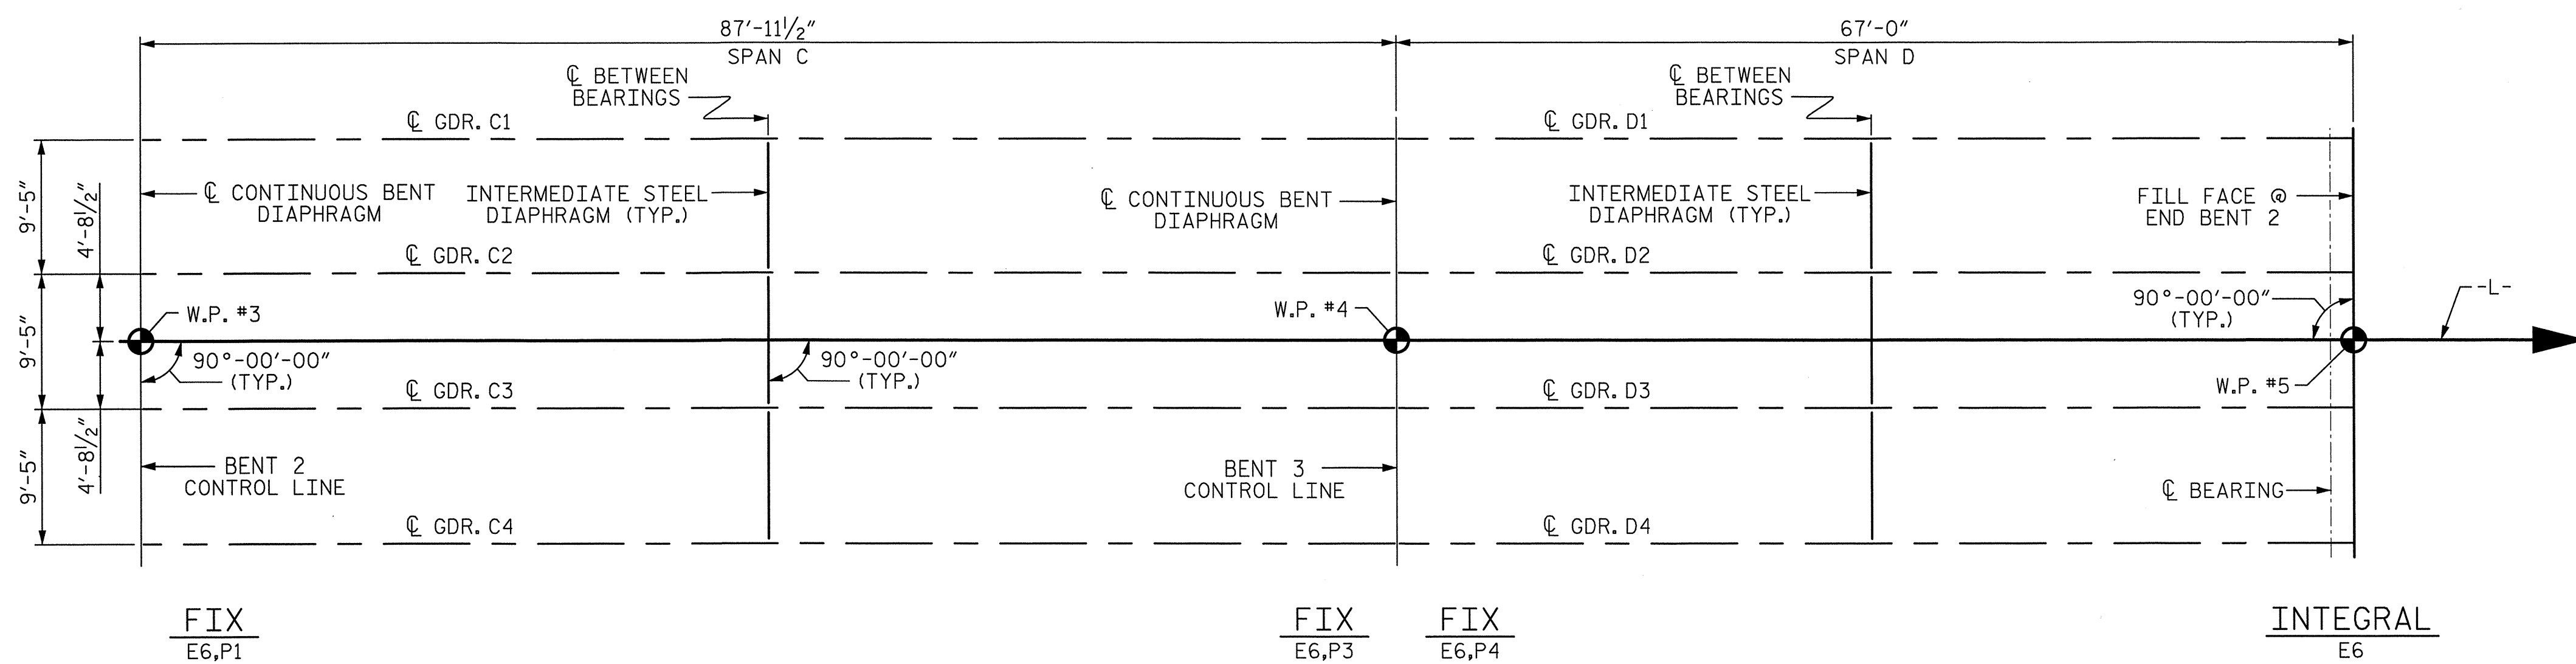 87'-11½"
SPAN C
67'-0"
SPAN D
℄ BETWEEN
BEARINGS
℄ BETWEEN
BEARINGS
℄ GDR. C1
℄ GDR. D1
9'-5"
4'-8½"
℄ CONTINUOUS BENT
DIAPHRAGM
INTERMEDIATE STEEL
DIAPHRAGM (TYP.)
℄ CONTINUOUS BENT
DIAPHRAGM
INTERMEDIATE STEEL
DIAPHRAGM (TYP.)
FILL FACE @
END BENT 2
℄ GDR. C2
℄ GDR. D2
9'-5"
W.P. #3
W.P. #4
90°-00'-00"
(TYP.)
-L-
90°-00'-00"
(TYP.)
90°-00'-00"
(TYP.)
W.P. #5
℄ GDR. C3
℄ GDR. D3
9'-5"
4'-8½"
BENT 2
CONTROL LINE
BENT 3
CONTROL LINE
℄ BEARING
℄ GDR. C4
℄ GDR. D4
FIX
E6,P1
FIX
E6,P3
FIX
E6,P4
INTEGRAL
E6